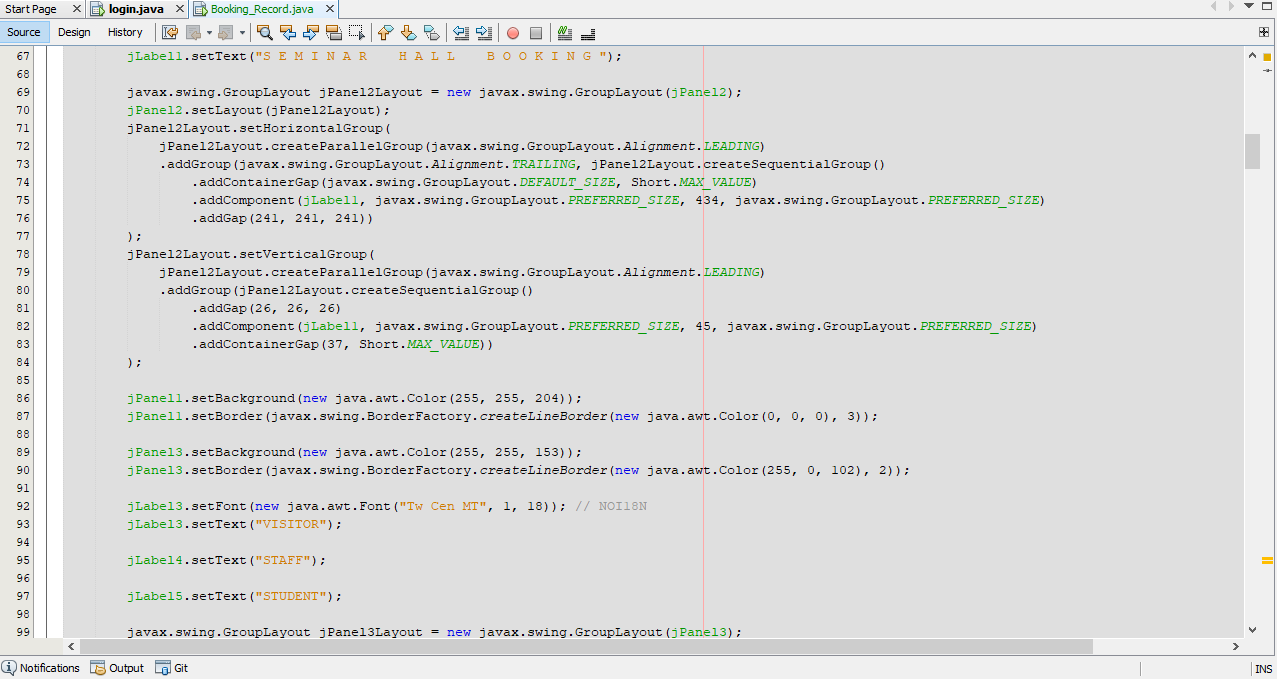 Start Page login.java Booking_Record.java
Source Design History
67 jLabel1.setText("S E M I N A R    H A L L    B O O K I N G ");
68
69 javax.swing.GroupLayout jPanel2Layout = new javax.swing.GroupLayout(jPanel2);
70 jPanel2.setLayout(jPanel2Layout);
71 jPanel2Layout.setHorizontalGroup(
72 jPanel2Layout.createParallelGroup(javax.swing.GroupLayout.Alignment.LEADING)
73 .addGroup(javax.swing.GroupLayout.Alignment.TRAILING, jPanel2Layout.createSequentialGroup()
74 .addContainerGap(javax.swing.GroupLayout.DEFAULT_SIZE, Short.MAX_VALUE)
75 .addComponent(jLabel1, javax.swing.GroupLayout.PREFERRED_SIZE, 434, javax.swing.GroupLayout.PREFERRED_SIZE)
76 .addGap(241, 241, 241))
77 );
78 jPanel2Layout.setVerticalGroup(
79 jPanel2Layout.createParallelGroup(javax.swing.GroupLayout.Alignment.LEADING)
80 .addGroup(jPanel2Layout.createSequentialGroup()
81 .addGap(26, 26, 26)
82 .addComponent(jLabel1, javax.swing.GroupLayout.PREFERRED_SIZE, 45, javax.swing.GroupLayout.PREFERRED_SIZE)
83 .addContainerGap(37, Short.MAX_VALUE))
84 );
85
86 jPanel1.setBackground(new java.awt.Color(255, 255, 204));
87 jPanel1.setBorder(javax.swing.BorderFactory.createLineBorder(new java.awt.Color(0, 0, 0), 3));
88
89 jPanel3.setBackground(new java.awt.Color(255, 255, 153));
90 jPanel3.setBorder(javax.swing.BorderFactory.createLineBorder(new java.awt.Color(255, 0, 102), 2));
91
92 jLabel3.setFont(new java.awt.Font("Tw Cen MT", 1, 18)); // NOI18N
93 jLabel3.setText("VISITOR");
94
95 jLabel4.setText("STAFF");
96
97 jLabel5.setText("STUDENT");
98
99 javax.swing.GroupLayout jPanel3Layout = new javax.swing.GroupLayout(jPanel3);
Notifications Output Git INS